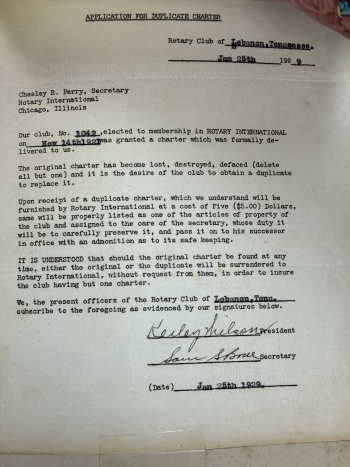 APPLICATION FOR DUPLICATE CHARTER
Rotary Club of Lebanon,Tennessee.
Jan 25th 1929
Chesley R. Perry, Secretary
Rotary International
Chicago, Illinois
Our club, No. 1042, elected to membership in ROTARY INTERNATIONAL
on Nov 14th1921was granted a charter which was formally de-
livered to us.
The original charter has become lost, destroyed, defaced (delete
all but one) and it is the desire of the club to obtain a duplicate
to replace it.
Upon receipt of a duplicate charter, which we understand will be
furnished by Rotary International at a cost of Five ($5.00) Dollars,
same will be properly listed as one of the articles of property of
the club and assigned to the care of the secretary, whose duty it
will be to carefully preserve it, and pass it on to his successor
in office with an admonition as to its safe keeping.
IT IS UNDERSTOOD that should the original charter be found at any
time, either the original or the duplicate will be surrendered to
Rotary International, without request from them, in order to insure
the club having but one charter.
We, the present officers of the Rotary Club of Lebanon,Tenn.
subscribe to the foregoing as evidenced by our signatures below.
Nelson President
Sam Secretary
(Date) Jan 25th 1929.